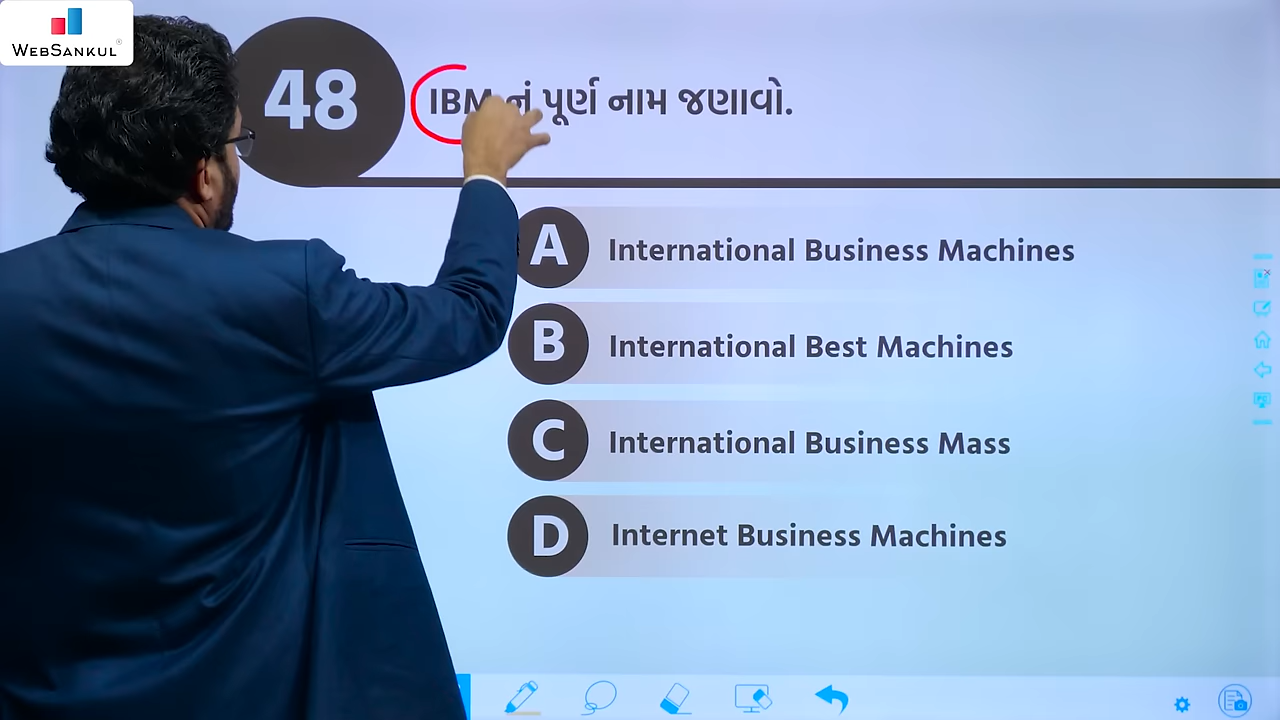 WEBSANKUL
48
IBM નું પૂર્ણ નામ જણાવો.
A International Business Machines
B International Best Machines
C International Business Mass
D Internet Business Machines